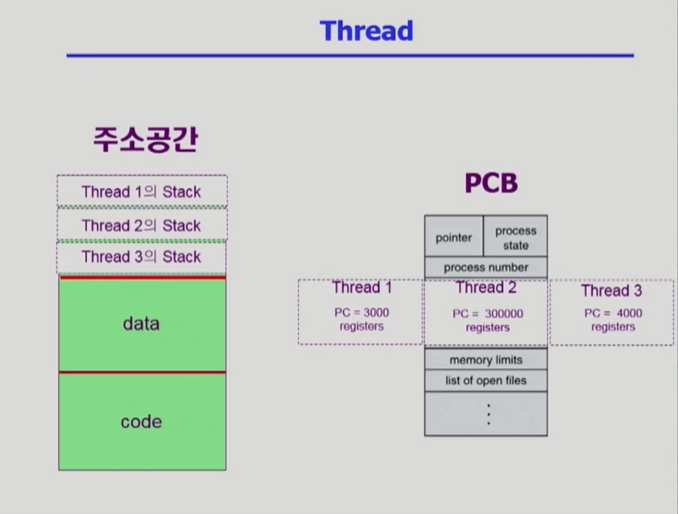 Thread
주소공간
Thread 1의 Stack
Thread 2의 Stack
Thread 3의 Stack
data
code
PCB
pointer
process
state
process number
Thread 1
PC = 3000
registers
Thread 2
PC = 300000
registers
Thread 3
PC = 4000
registers
memory limits
list of open files
⋮